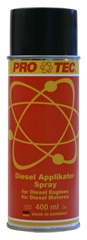 PRO TEC.
Diesel Applikator
Spray
for Diesel Engines
für Diesel Motoren
400 ml
MADE IN GERMANY